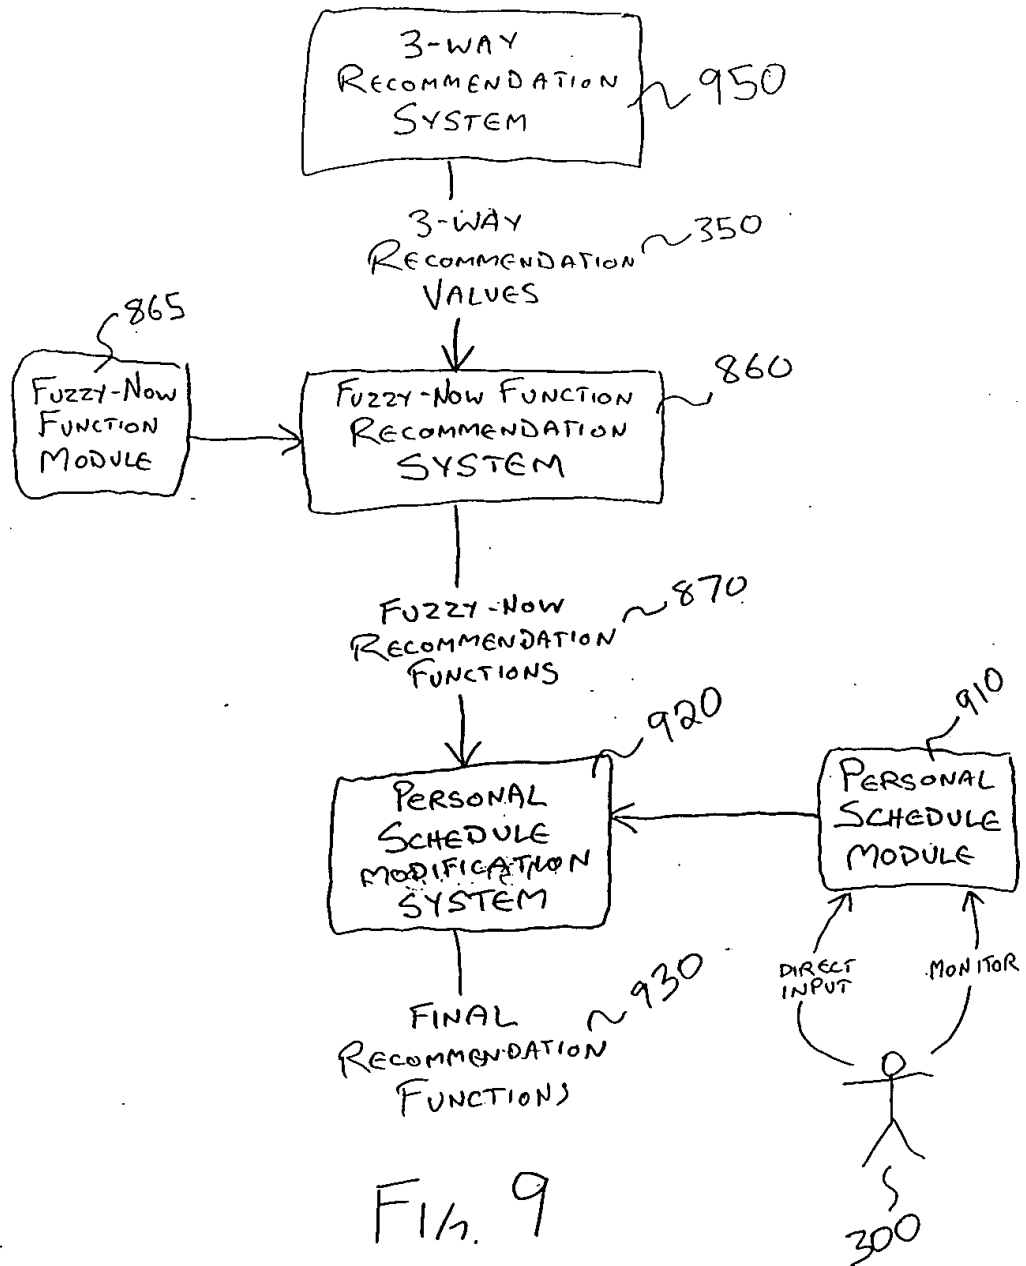 3-WAY
RECOMMENDATION
SYSTEM
950
3-WAY
RECOMMENDATION
VALUES
350
865
FUZZY-NOW
FUNCTION
MODULE
FUZZY-NOW FUNCTION
RECOMMENDATION
SYSTEM
860
FUZZY-NOW
RECOMMENDATION
FUNCTIONS
870
920
PERSONAL
SCHEDULE
MODIFICATION
SYSTEM
910
PERSONAL
SCHEDULE
MODULE
DIRECT
INPUT
MONITOR
FINAL
RECOMMENDATION
FUNCTIONS
930
300
FIG. 9